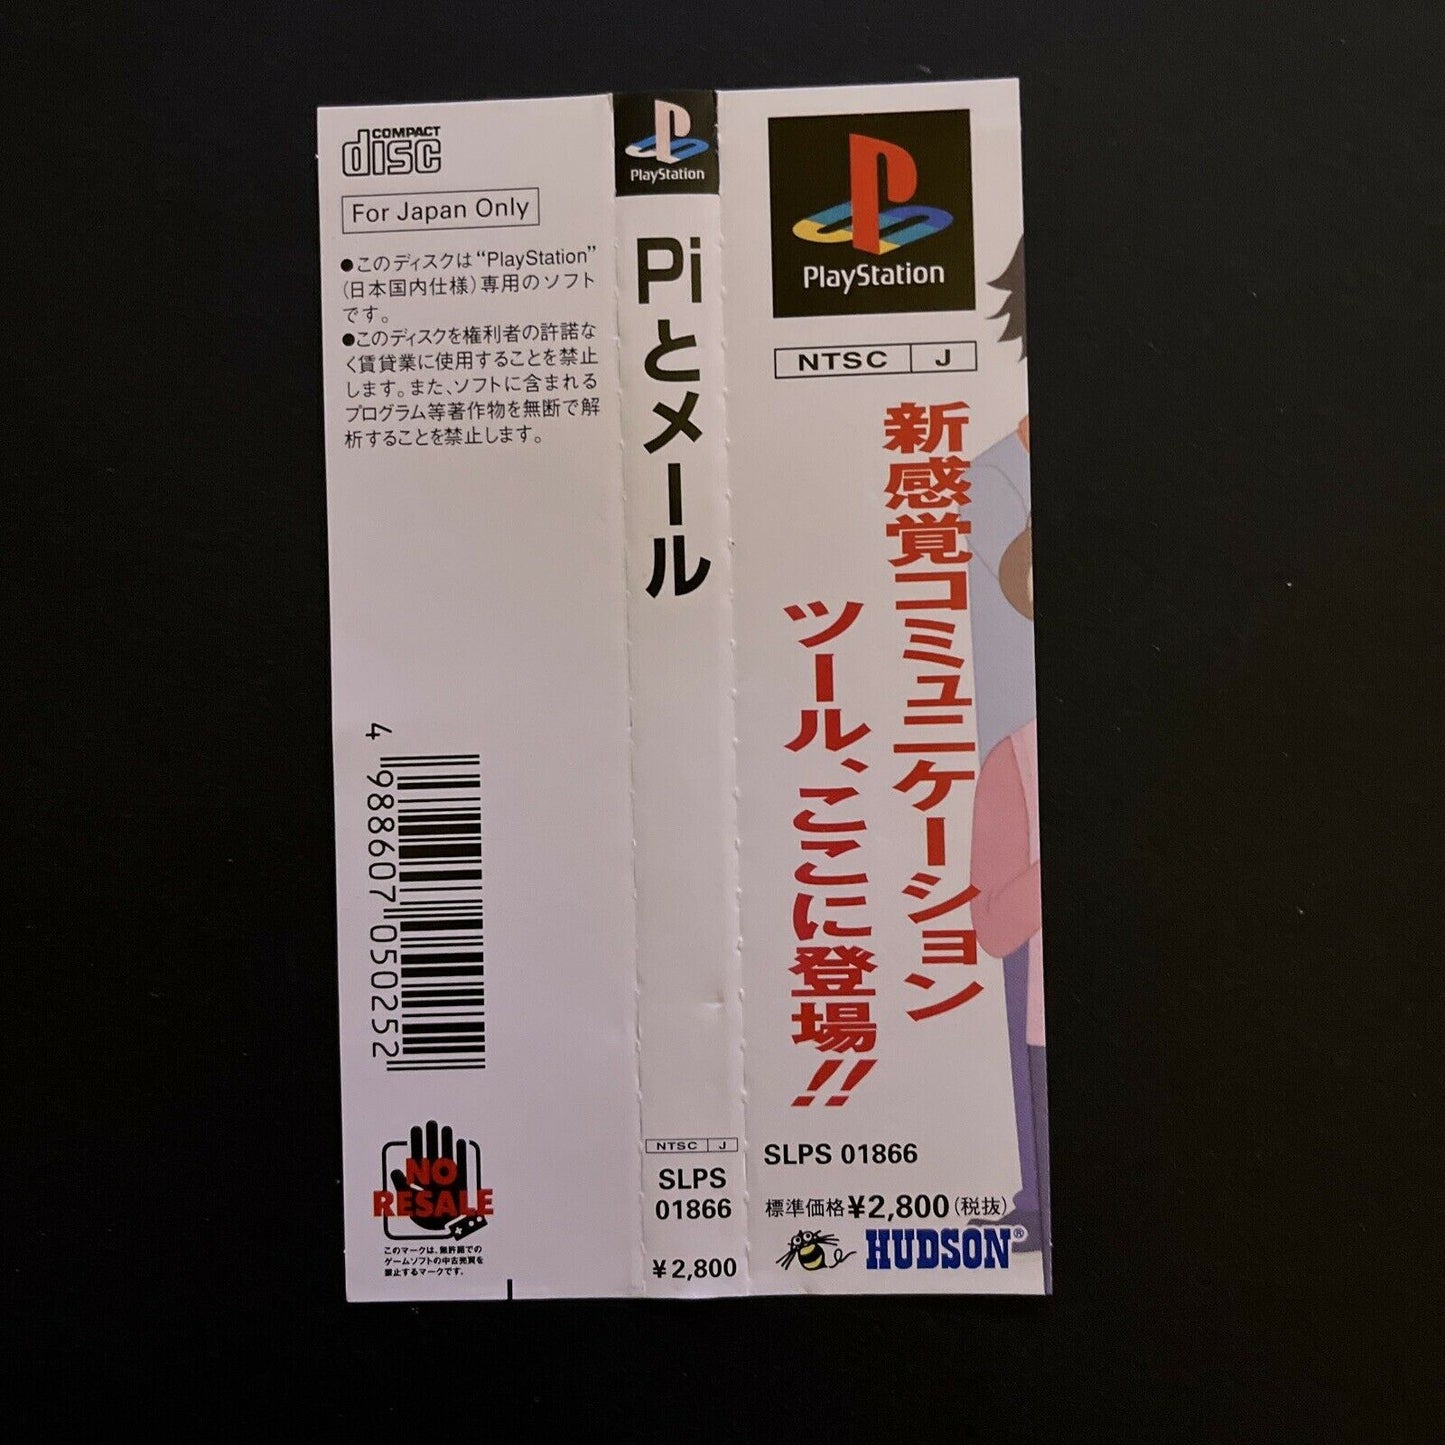 COMPACT
disc
For Japan Only
●このディスクは“PlayStation”
(日本国内仕様)専用のソフト
です。
●このディスクを権利者の許諾な
く賃貸業に使用することを禁止
します。また、ソフトに含まれる
プログラム等著作物を無断で解
析することを禁止します。
4 988607 050252
NO
RESALE
このマークは、無許諾での
ゲームソフトの中古売買を
禁止するマークです。
PlayStation
Piとメール
NTSC J
SLPS
01866
¥2,800
PlayStation
NTSC J
新感覚コミュニケーション
ツール、ここに登場!!
SLPS 01866
標準価格¥2,800(税抜)
HUDSON®